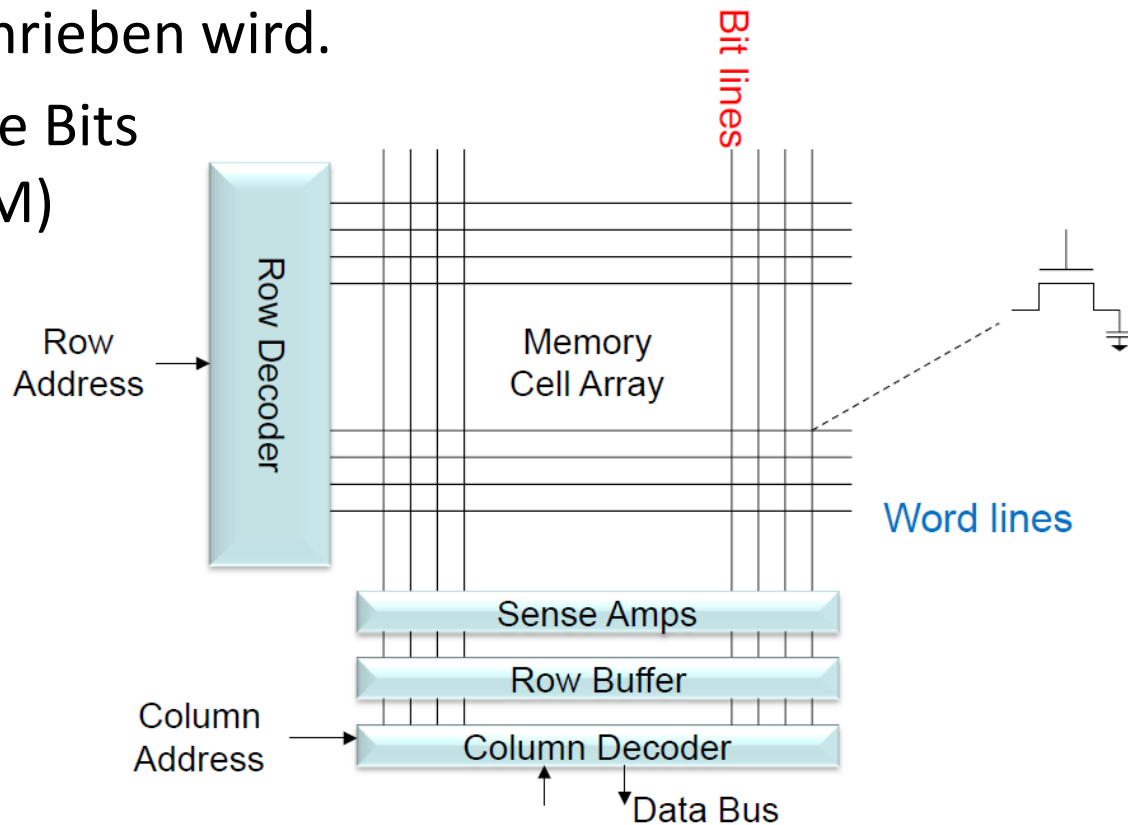 hrieben wird.
e Bits
M)
Bit lines
Row Decoder
Row
Address
Memory
Cell Array
Word lines
Sense Amps
Row Buffer
Column
Address
Column Decoder
Data Bus